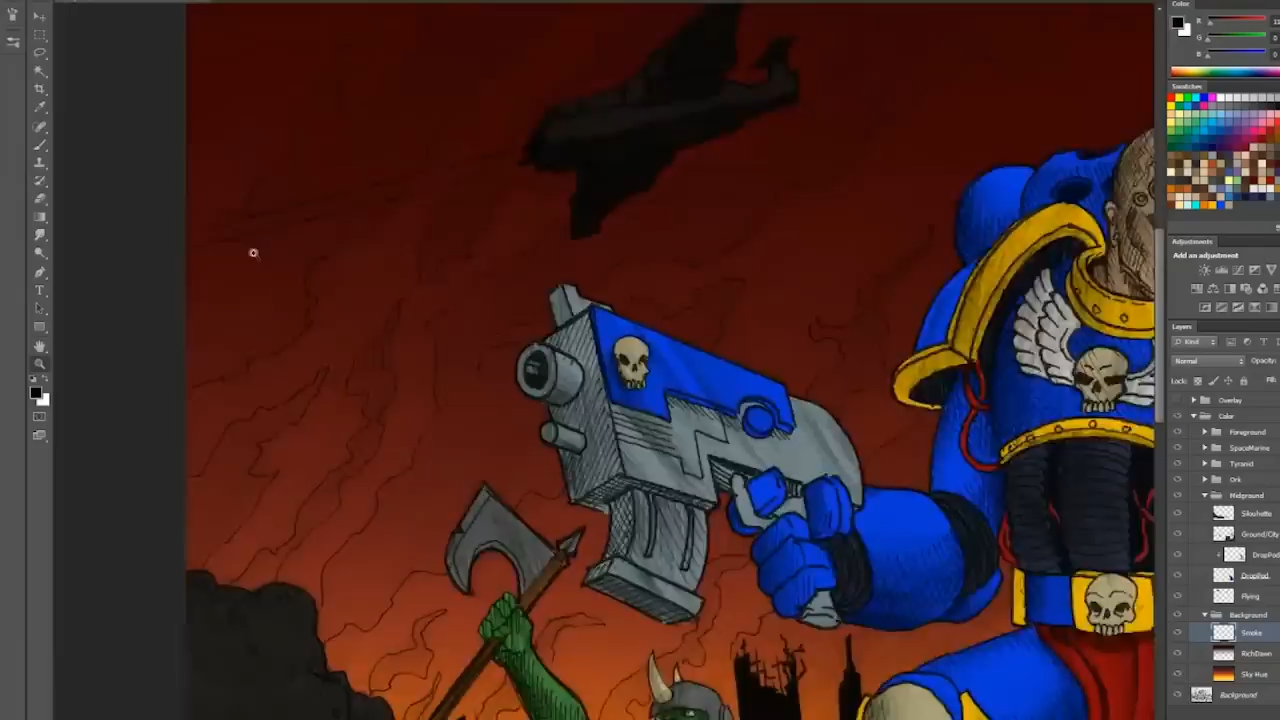 Color
R
G
B
Swatches
Adjustments
Add an adjustment
Layers
Kind
Normal
Opacity:
Lock:
Overlay
Color
Foreground
SpaceMarine
Tyranid
Ork
Midground
Silouhette
Ground/City
DropPod
DropPod
Flying
Background
Smoke
Sky Hue
Background